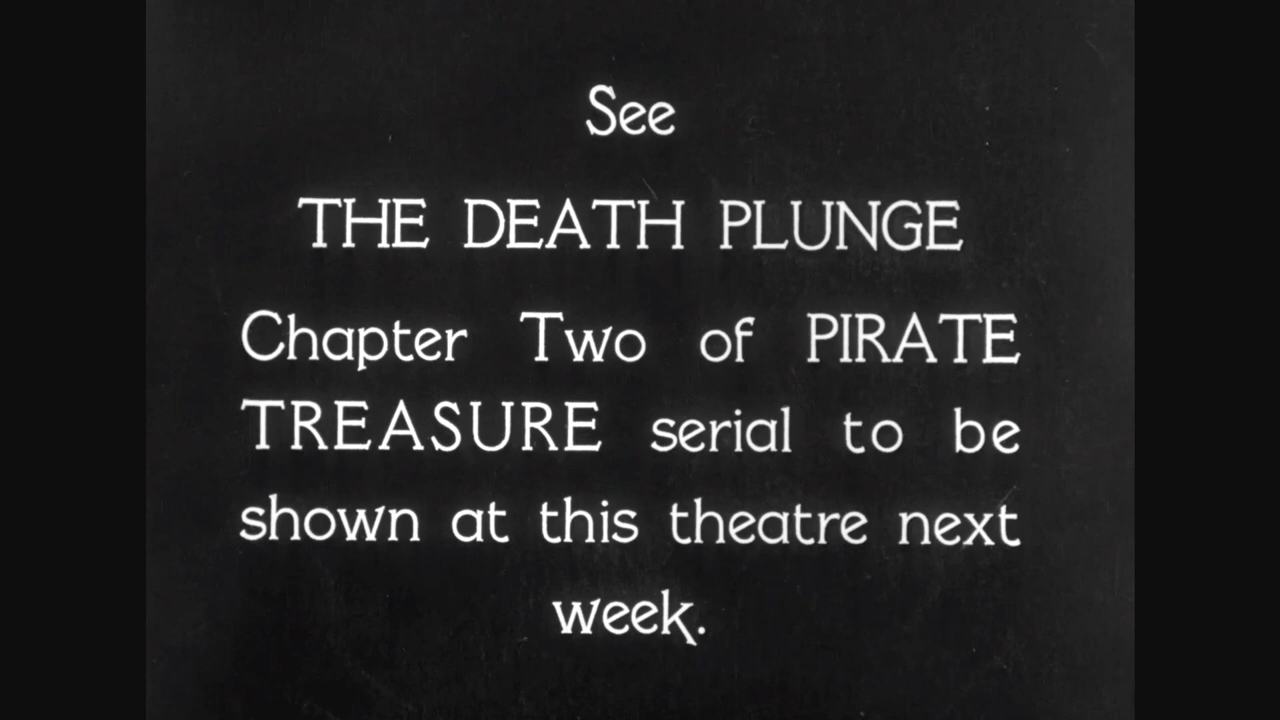 See
THE DEATH PLUNGE
Chapter Two of PIRATE
TREASURE serial to be
shown at this theatre next
week.